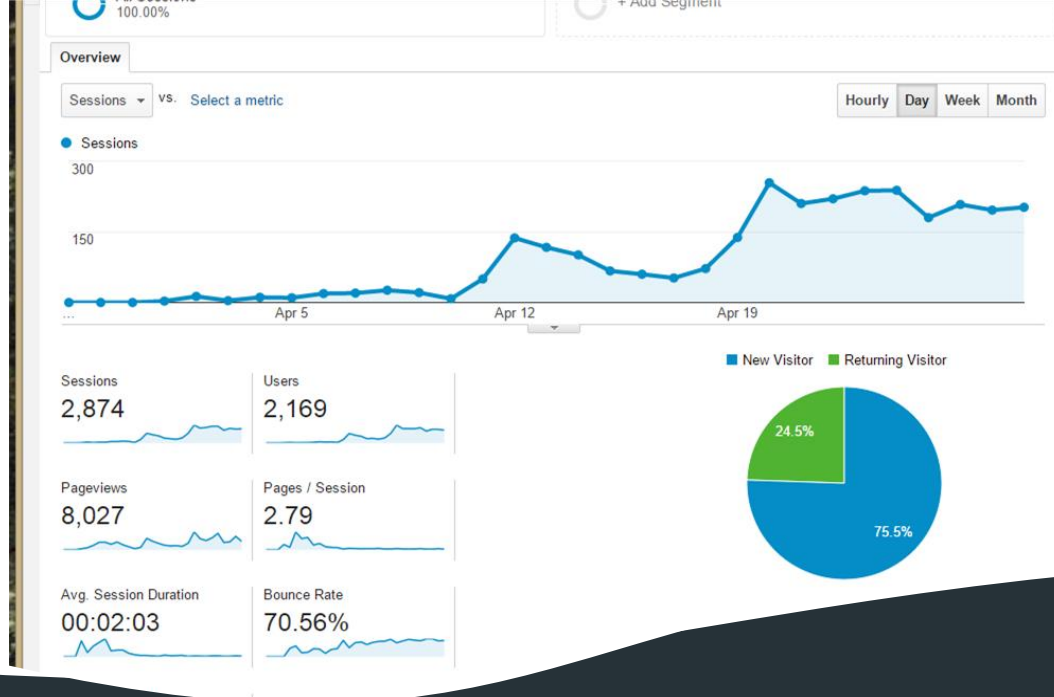 100.00%
+ Add Segment
Overview
Sessions vs. Select a metric
Hourly Day Week Month
Sessions
300
150
... Apr 5 Apr 12 Apr 19
New Visitor Returning Visitor
Sessions
2,874
Users
2,169
Pageviews
8,027
Pages / Session
2.79
Avg. Session Duration
00:02:03
Bounce Rate
70.56%
24.5%
75.5%